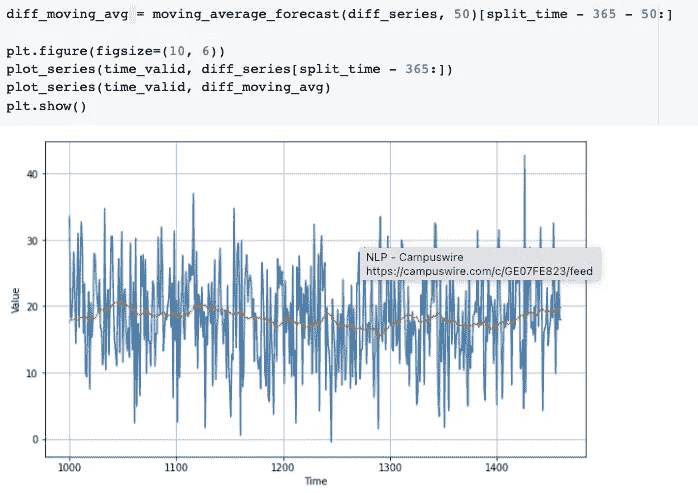 diff_moving_avg = moving_average_forecast(diff_series, 50)[split_time - 365 - 50:]
plt.figure(figsize=(10, 6))
plot_series(time_valid, diff_series[split_time - 365:])
plot_series(time_valid, diff_moving_avg)
plt.show()
40
30
NLP - Campuswire
https://campuswire.com/c/GE07FE823/feed
Value
20
10
0
1000 1100 1200 1300 1400
Time